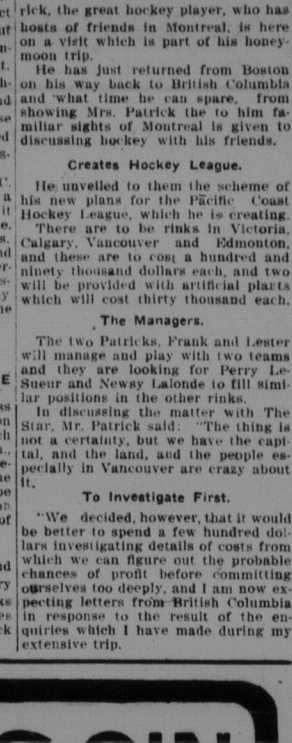 rick, the great hockey player, who has
hosts of friends in Montreal, is here
on a visit which is part of his honey-
moon trip.
He has just returned from Boston
on his way back to British Columbia
and what time he can spare, from
showing Mrs. Patrick the to him fa-
miliar sights of Montreal is given to
discussing hockey with his friends.
Creates Hockey League.
He unveiled to them the scheme of
his new plans for the Pacific Coast
Hockey League, which he is creating.
There are to be rinks in Victoria,
Calgary, Vancouver and Edmonton,
and these are to cost a hundred and
ninety thousand dollars each, and two
will be provided with artificial plants
which will cost thirty thousand each.
The Managers.
The two Patricks, Frank and Lester
will manage and play with two teams
and they are looking for Perry Le-
Sueur and Newsy Lalonde to fill simi-
lar positions in the other rinks.
In discussing the matter with The
Star, Mr. Patrick said: "The thing is
not a certainty, but we have the capi-
tal, and the land, and the people es-
pecially in Vancouver are crazy about
it.
To Investigate First.
"We decided, however, that it would
be better to spend a few hundred dol-
lars investigating details of costs from
which we can figure out the probable
chances of profit before committing
ourselves too deeply, and I am now ex-
pecting letters from British Columbia
in response to the result of the en-
quiries which I have made during my
extensive trip.